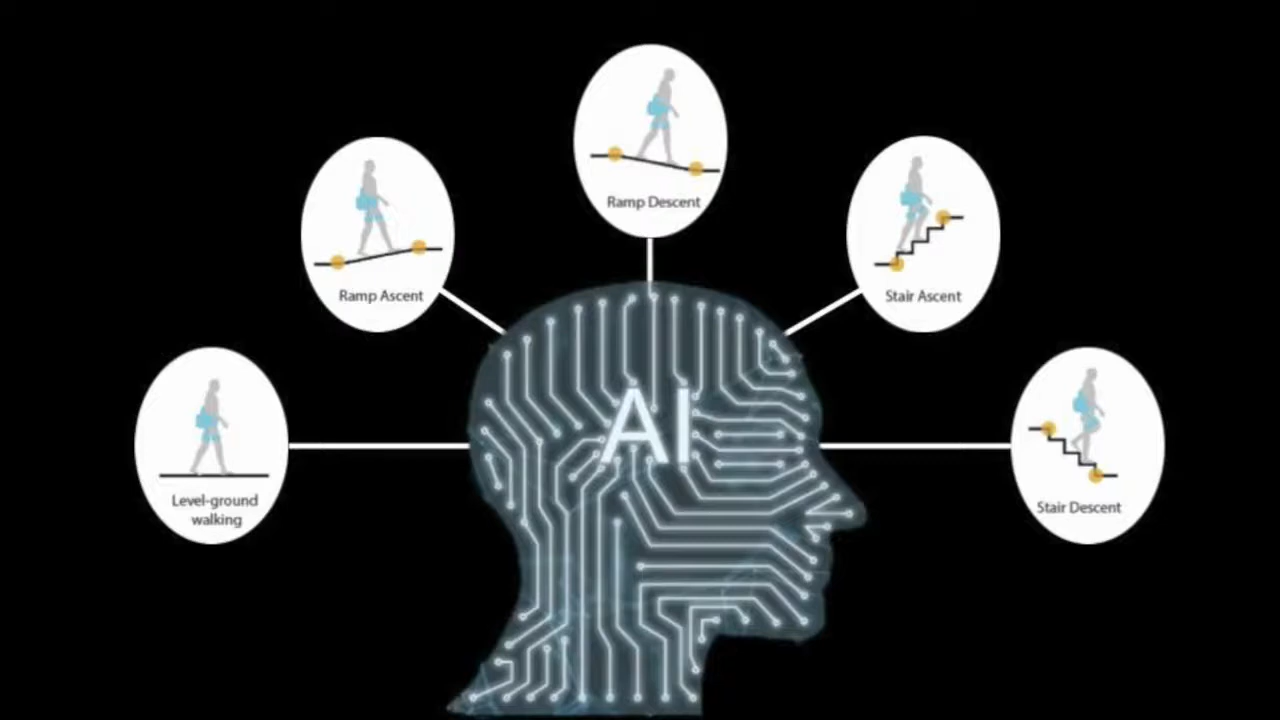 Ramp Descent
Ramp Ascent
Stair Ascent
AI
Level-ground
walking
Stair Descent